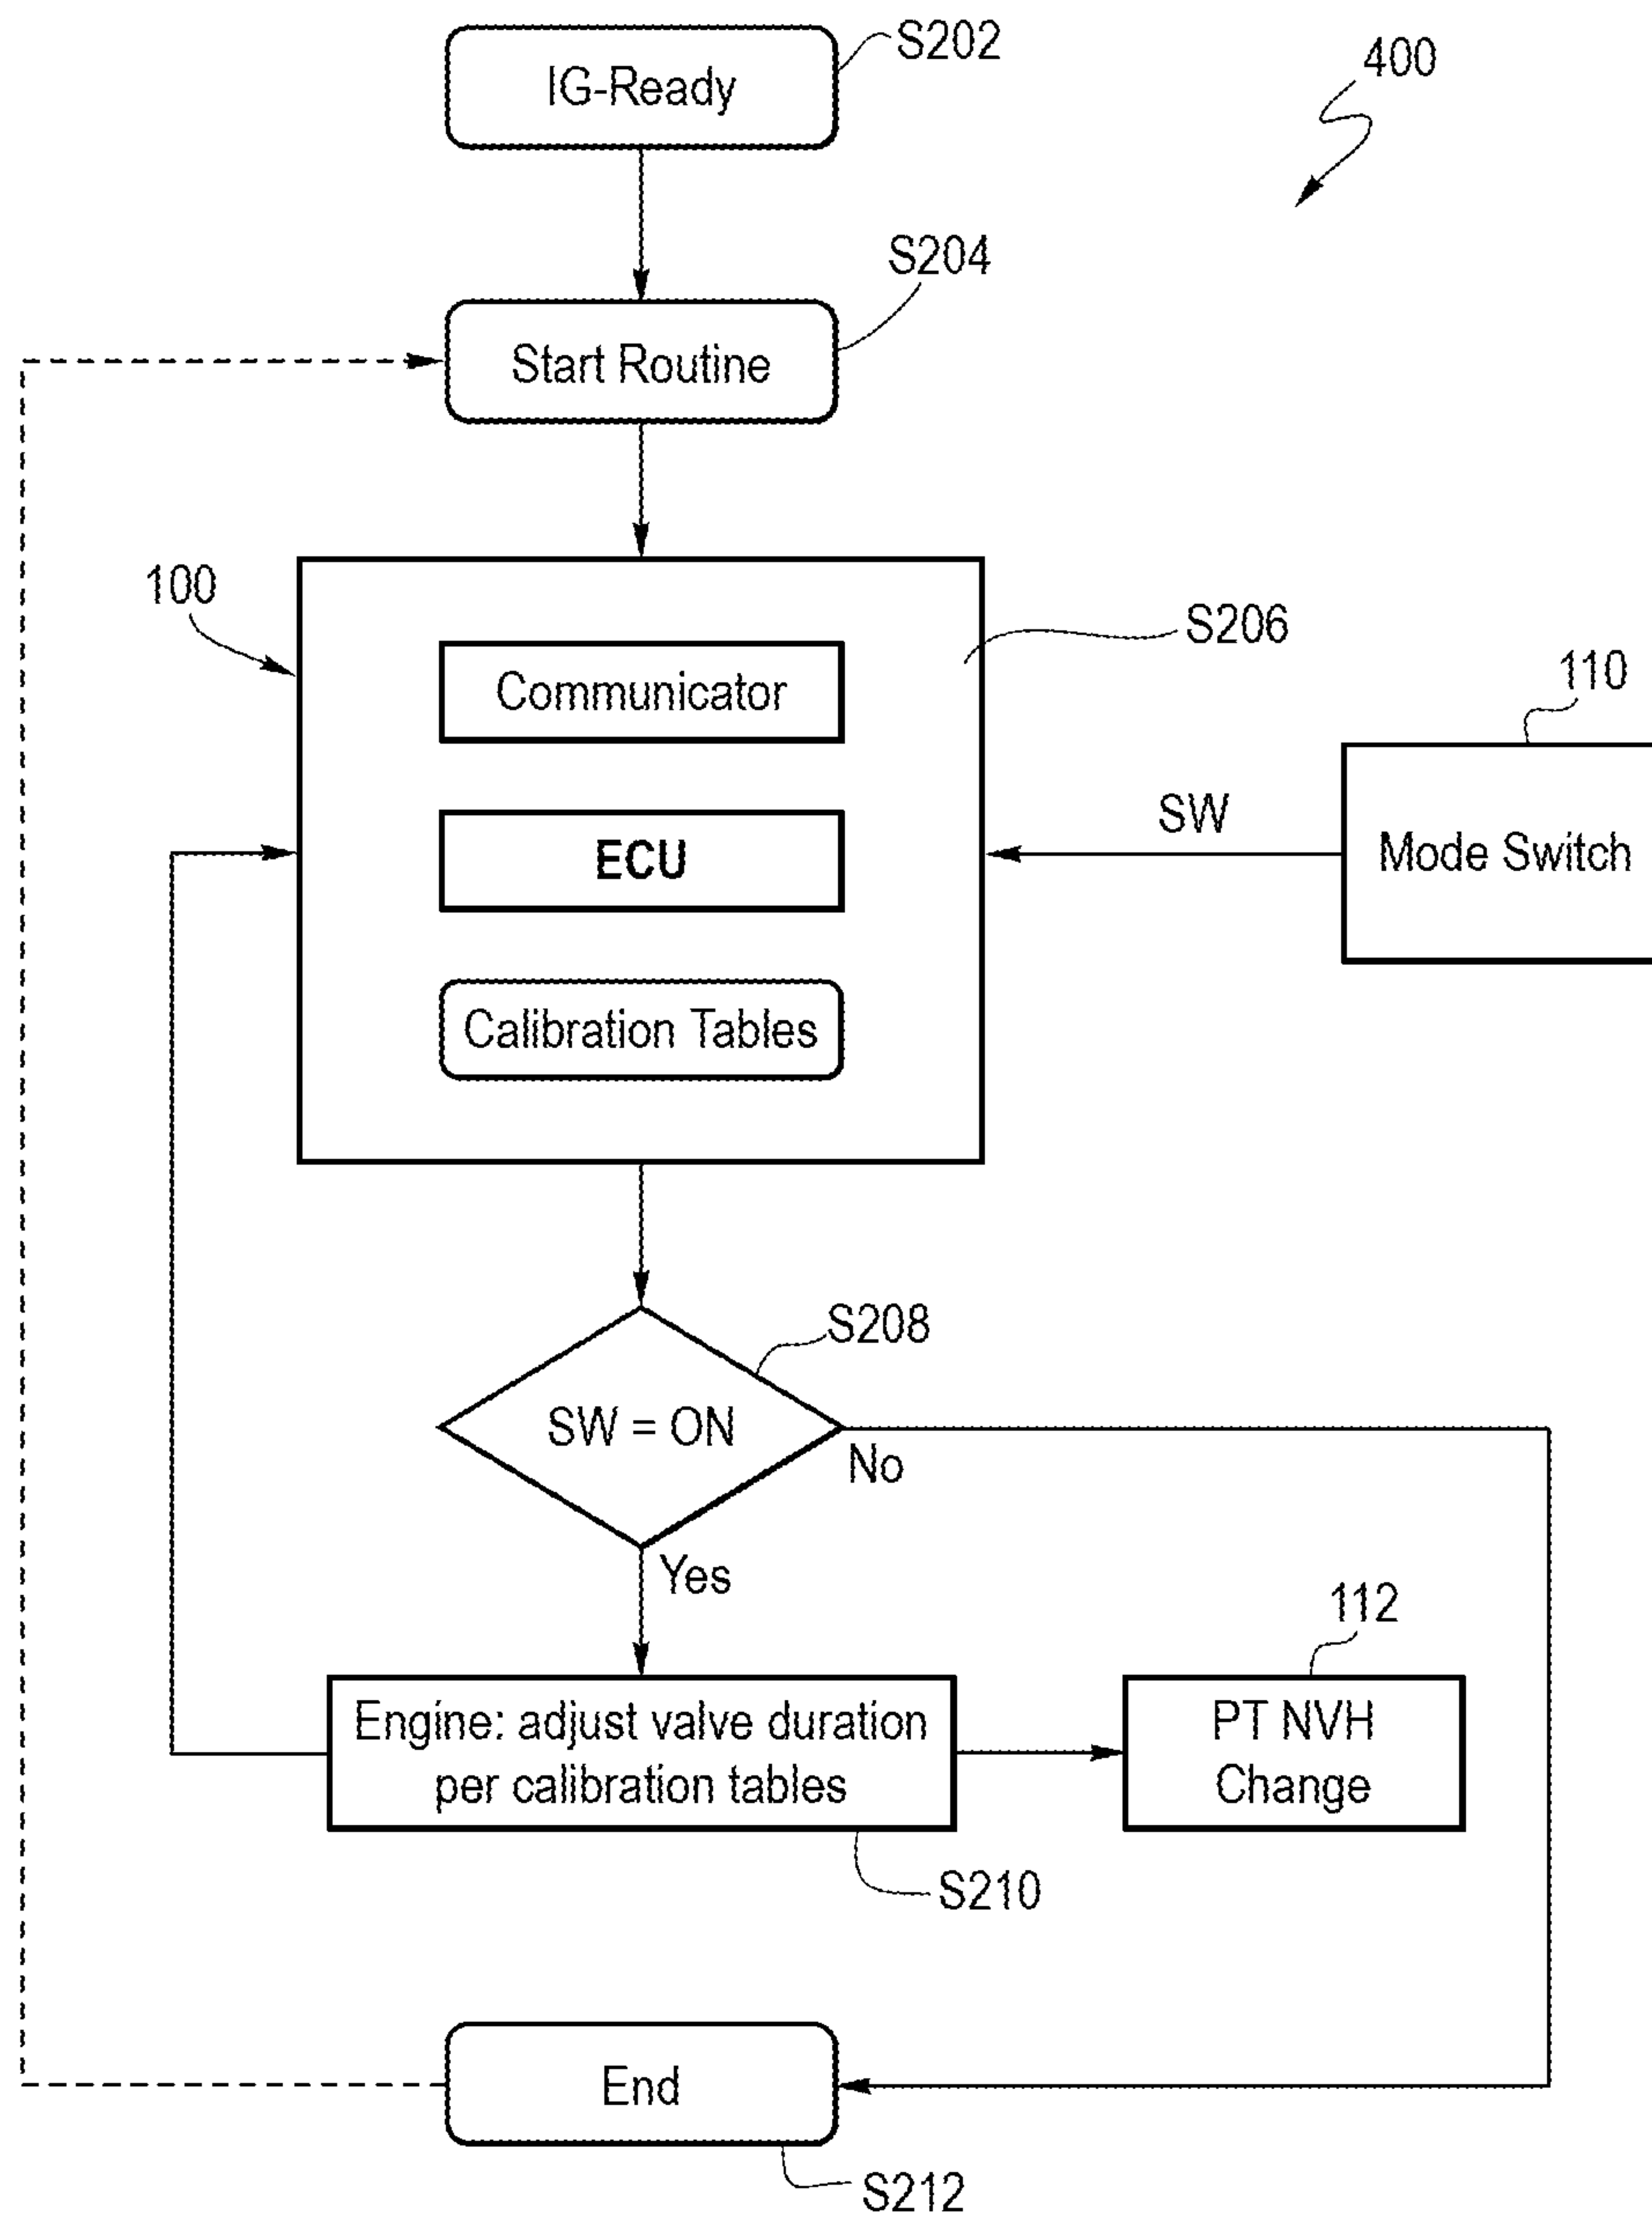 S202
IG-Ready
400
S204
Start Routine
100
S206
Communicator
110
SW
ECU
Mode Switch
Calibration Tables
S208
SW = ON
No
Yes
112
Engine: adjust valve duration
per calibration tables
PT NVH
Change
S210
End
S212